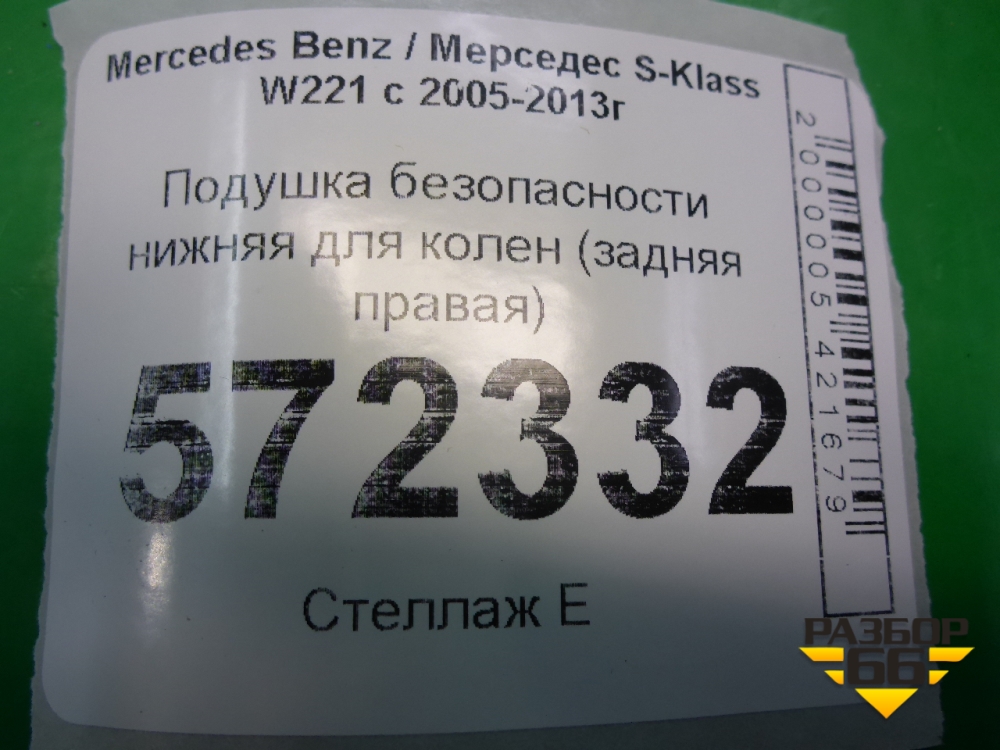 Mercedes Benz / Мерседес S-Klass
W221 с 2005-2013г
Подушка безопасности
нижняя для колен (задняя
правая)
572332
Стеллаж Е
2000005421679
РАЗБОР
66